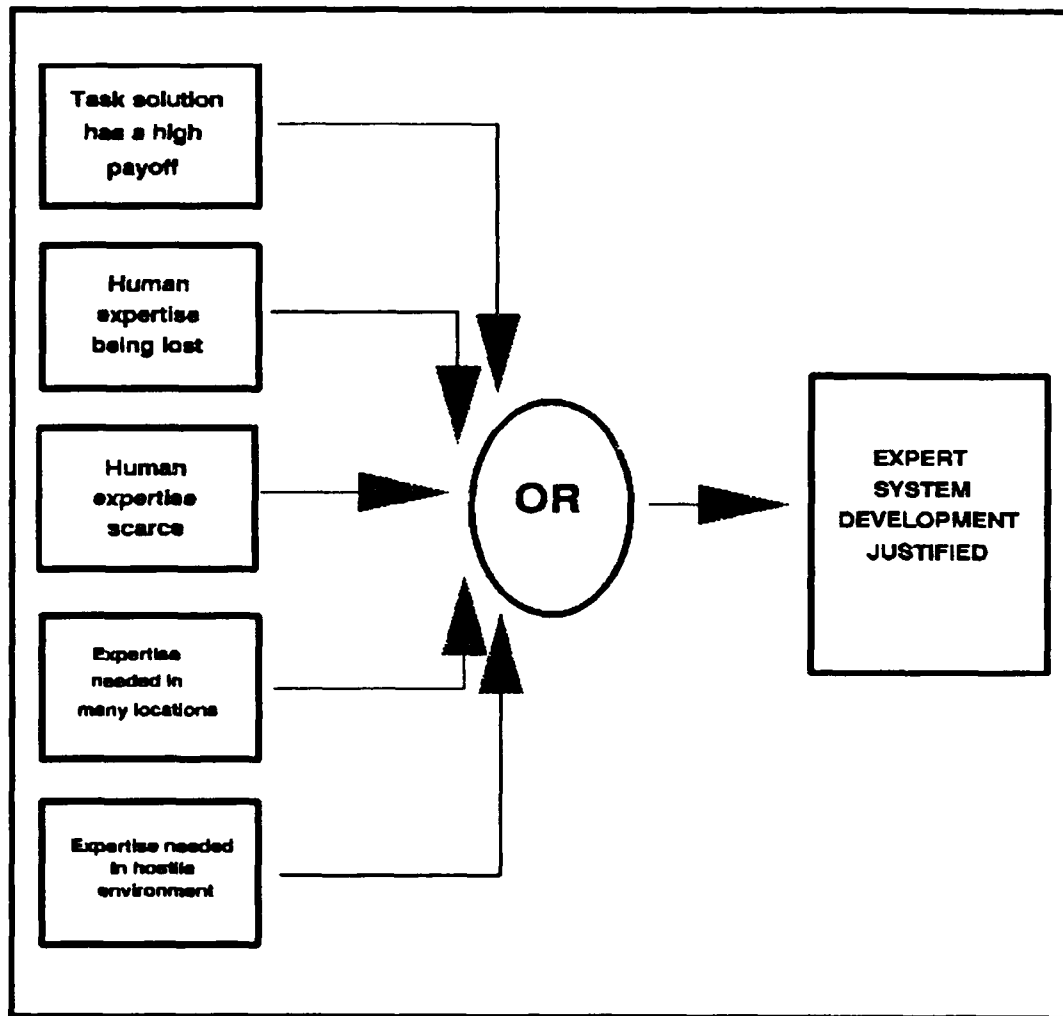 Task solution
has a high
payoff
Human
expertise
being lost
Human
expertise
scarce
Expertise
needed in
many locations
Expertise needed
in hostile
environment
OR
EXPERT
SYSTEM
DEVELOPMENT
JUSTIFIED